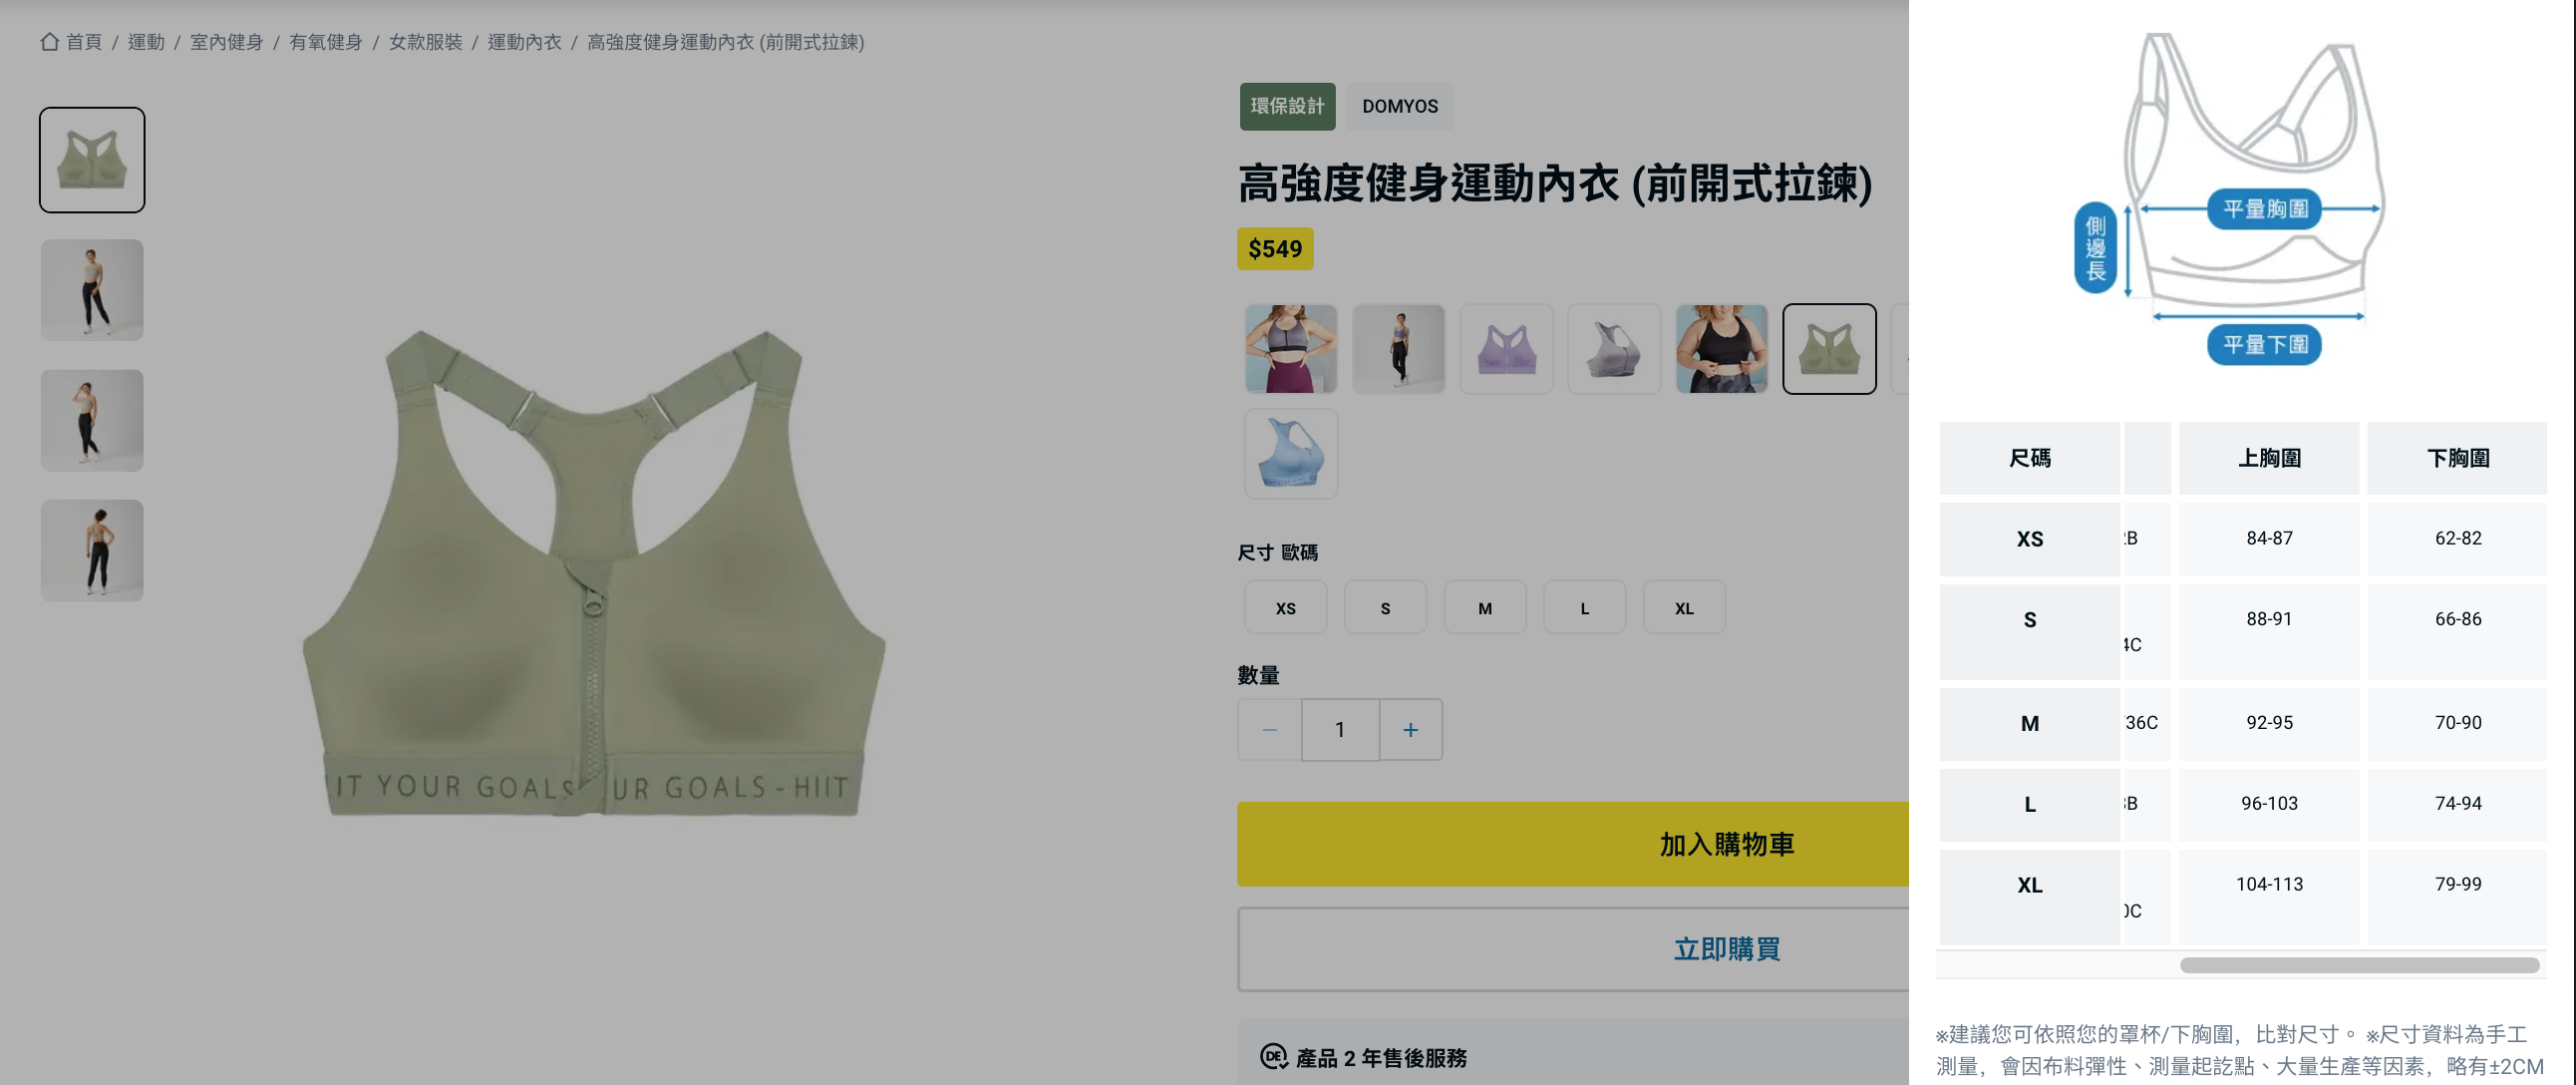 首頁 / 運動 / 室內健身 / 有氧健身 / 女款服裝 / 運動內衣 / 高強度健身運動內衣 (前開式拉鍊)
IT YOUR GOALS
UR GOALS - HIIT
環保設計 DOMYOS
高強度健身運動內衣 (前開式拉鍊)
$549
尺寸 歐碼
XS S M L XL
數量
− 1 +
加入購物車
立即購買
DE 產品 2 年售後服務
平量胸圍
側邊長
平量下圍
尺碼 上胸圍 下胸圍
XS B 84-87 62-82
S 88-91 66-86
4C
M 36C 92-95 70-90
L B 96-103 74-94
XL 104-113 79-99
0C
※建議您可依照您的罩杯/下胸圍，比對尺寸。 ※尺寸資料為手工
測量，會因布料彈性、測量起訖點、大量生產等因素，略有±2CM